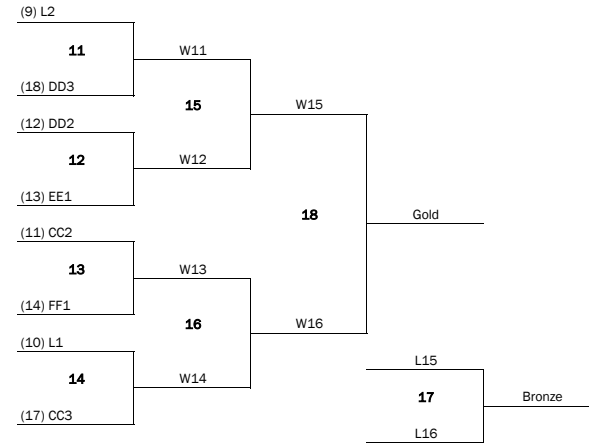 (9) L2
11
W11
(18) DD3
15
W15
(12) DD2
12
W12
(13) EE1
18
Gold
(11) CC2
13
W13
(14) FF1
16
W16
(10) L1
14
W14
(17) CC3
L15
17
Bronze
L16